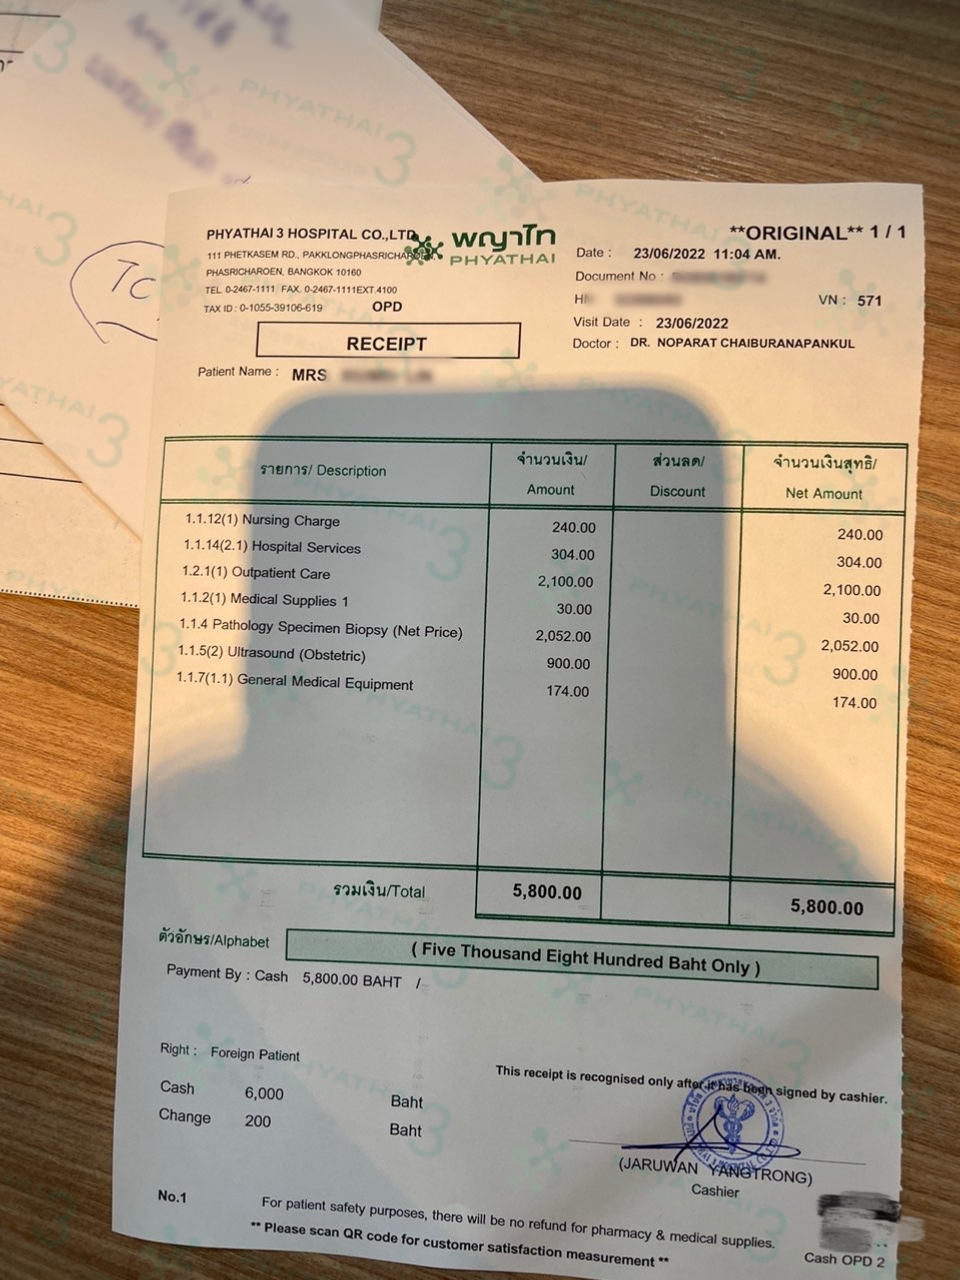 PHYATHAI 3 HOSPITAL CO.,LTD.
111 PHETKASEM RD., PAKKLONGPHASRICHAROEN,
PHASRICHAROEN, BANGKOK 10160
TEL 0-2467-1111 FAX. 0-2467-1111EXT.4100
TAX ID : 0-1055-39106-619 OPD
พญาไท
PHYATHAI
**ORIGINAL** 1 / 1
Date : 23/06/2022 11:04 AM.
Document No :
VN : 571
Visit Date : 23/06/2022
Doctor : DR. NOPARAT CHAIBURANAPANKUL
RECEIPT
Patient Name : MRS
รายการ/ Description จำนวนเงิน/ Amount ส่วนลด/ Discount จำนวนเงินสุทธิ/ Net Amount
1.1.12(1) Nursing Charge 240.00 240.00
1.1.14(2.1) Hospital Services 304.00 304.00
1.2.1(1) Outpatient Care 2,100.00 2,100.00
1.1.2(1) Medical Supplies 1 30.00 30.00
1.1.4 Pathology Specimen Biopsy (Net Price) 2,052.00 2,052.00
1.1.5(2) Ultrasound (Obstetric) 900.00 900.00
1.1.7(1.1) General Medical Equipment 174.00 174.00
รวมเงิน/Total 5,800.00 5,800.00
ตัวอักษร/Alphabet ( Five Thousand Eight Hundred Baht Only )
Payment By : Cash 5,800.00 BAHT /
Right : Foreign Patient
Cash 6,000 Baht
Change 200 Baht
This receipt is recognised only after it has been signed by cashier.
(JARUWAN YANGTRONG)
Cashier
No.1 For patient safety purposes, there will be no refund for pharmacy & medical supplies.
** Please scan QR code for customer satisfaction measurement **
Cash OPD 2